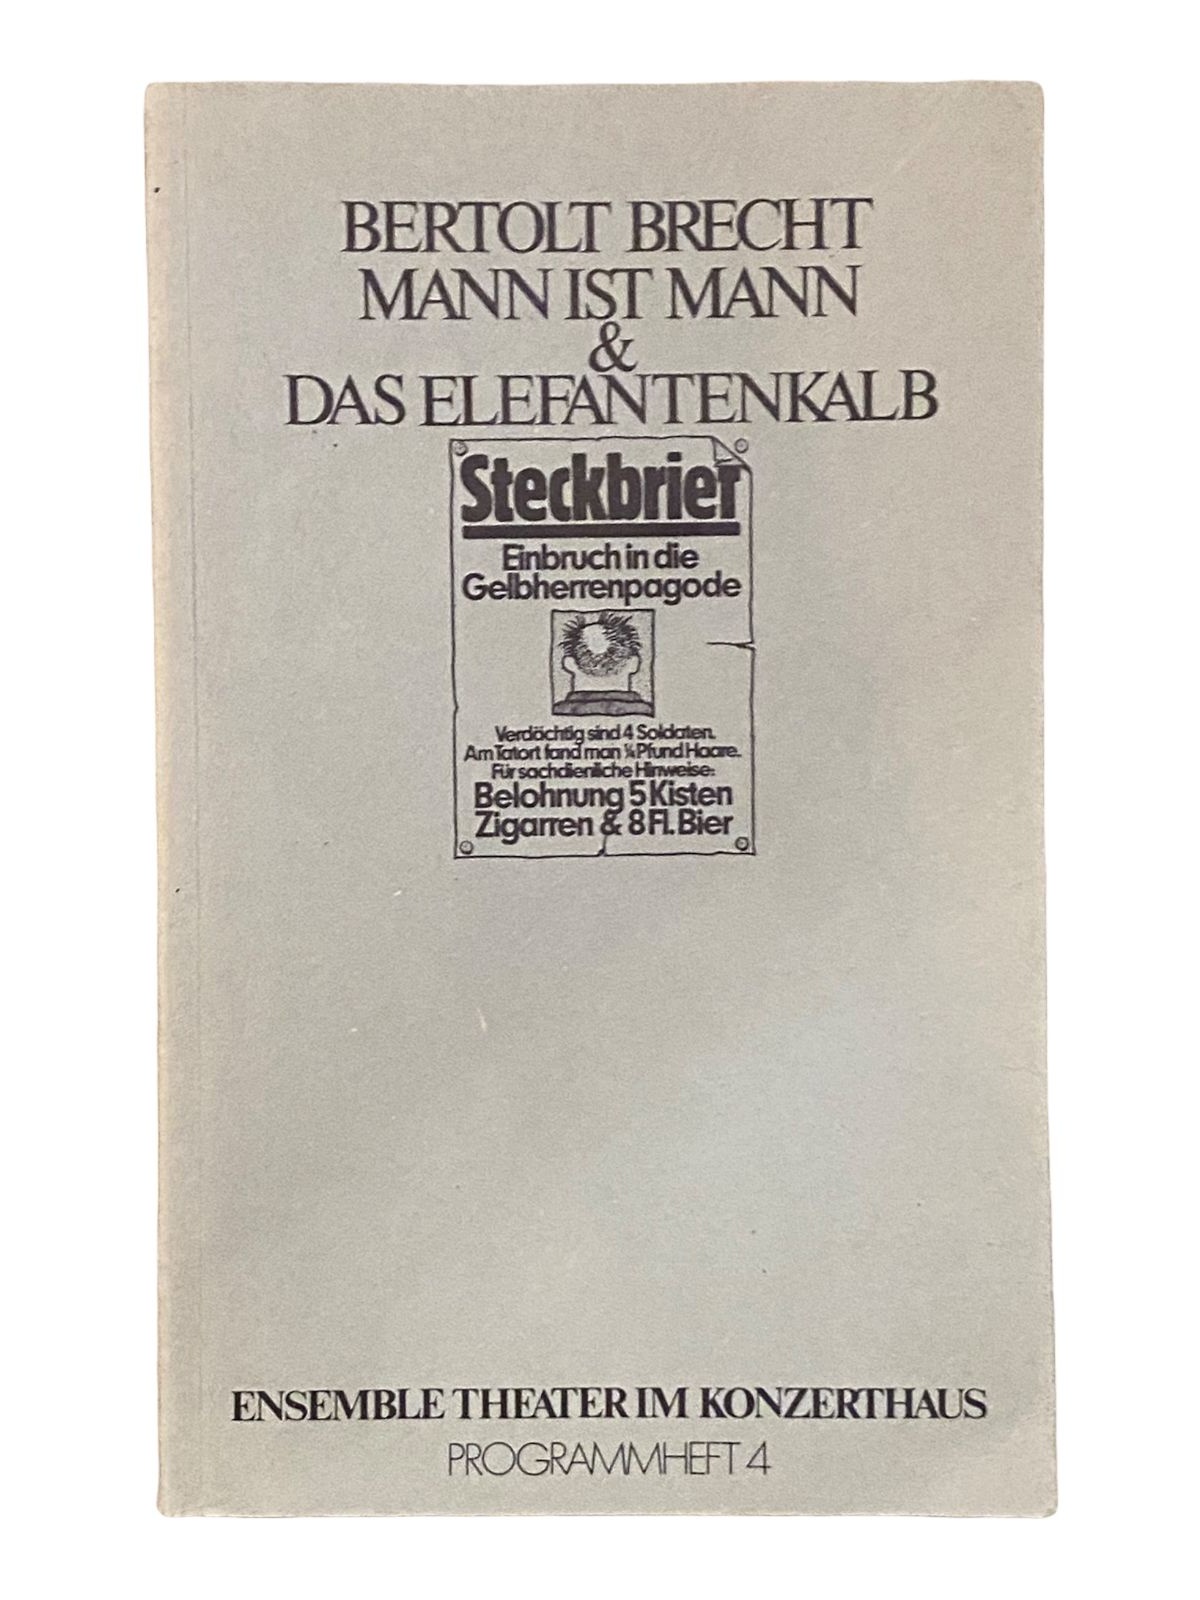 BERTOLT BRECHT
MANN IST MANN
&
DAS ELEFANTENKALB
Steckbrief
Einbruch in die
Gelbherrenpagode
Verdächtig sind 4 Soldaten.
Am Tatort fand man ¼ Pfund Haare.
Für sachdienliche Hinweise:
Belohnung 5 Kisten
Zigarren & 8 Fl. Bier
ENSEMBLE THEATER IM KONZERTHAUS
PROGRAMMHEFT 4